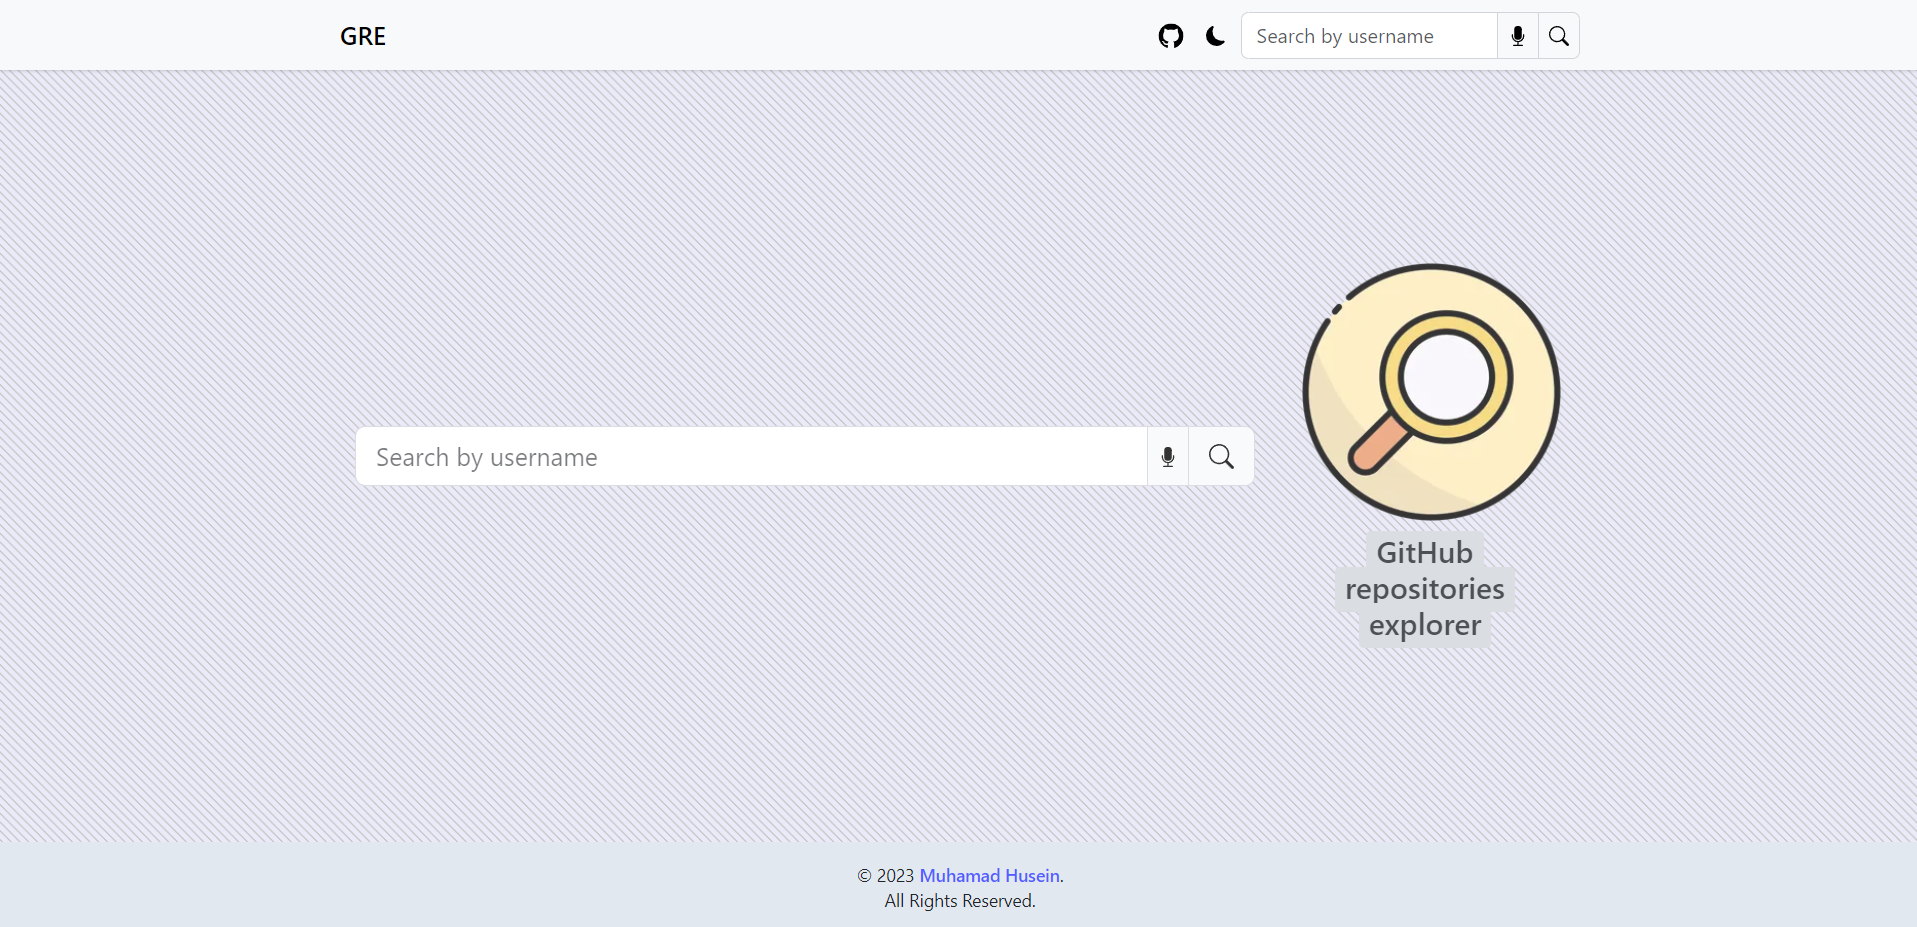 GRE
Search by username
Search by username
GitHub
repositories
explorer
© 2023 Muhamad Husein.
All Rights Reserved.